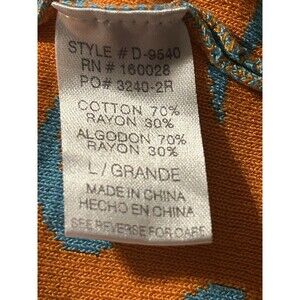 STYLE # D-9540
RN # 160028
PO# 3240-2R
COTTON 70%
RAYON 30%
ALGODON 70%
RAYON 30%
L/GRANDE
MADE IN CHINA
HECHO EN CHINA
SEE REVERSE FOR CARE